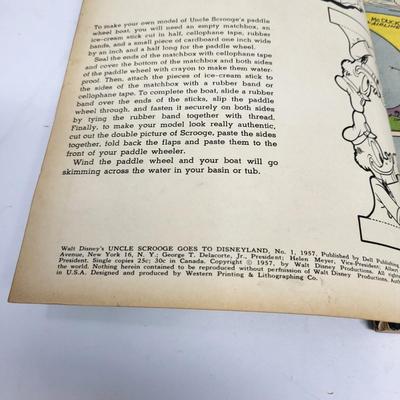 To make your own model of Uncle Scrooge's paddle
wheel boat, you will need an empty matchbox, an
ice-cream stick cut in half, cellophane tape, rubber
bands, and a small piece of cardboard one inch wide
by an inch and a half long for the paddle wheel.
Seal the ends of the matchbox with cellophane tape
and cover the bottom of the matchbox and both sides
of the paddle wheel with crayon to make them water-
proof. Then, attach the pieces of ice-cream stick to
the sides of the matchbox with a rubber band or
cellophane tape. To complete the boat, slide a rubber
band over the ends of the sticks, slip the paddle
wheel through, and fasten it securely on both sides
by tying the rubber band together with thread.
Finally, to make your model look really authentic,
cut out the double picture of Scrooge, paste the sides
together, fold back the flaps and paste them to the
front of your paddle wheeler.
Wind the paddle wheel and your boat will go
skimming across the water in your basin or tub.
Walt Disney's UNCLE SCROOGE GOES TO DISNEYLAND, No. 1, 1957. Published by Dell Publishing
Avenue, New York 16, N. Y.; George T. Delacorte, Jr., President; Helen Meyer, Vice-President; Albert
President. Single copies 25c; 30c in Canada. Copyright © 1957, by Walt Disney Productions. All rights
the world. Nothing herein contained to be reproduced without permission of Walt Disney Productions. Auth
in U.S.A. Designed and produced by Western Printing & Lithographing Co.
McDUCK
AIRLINE